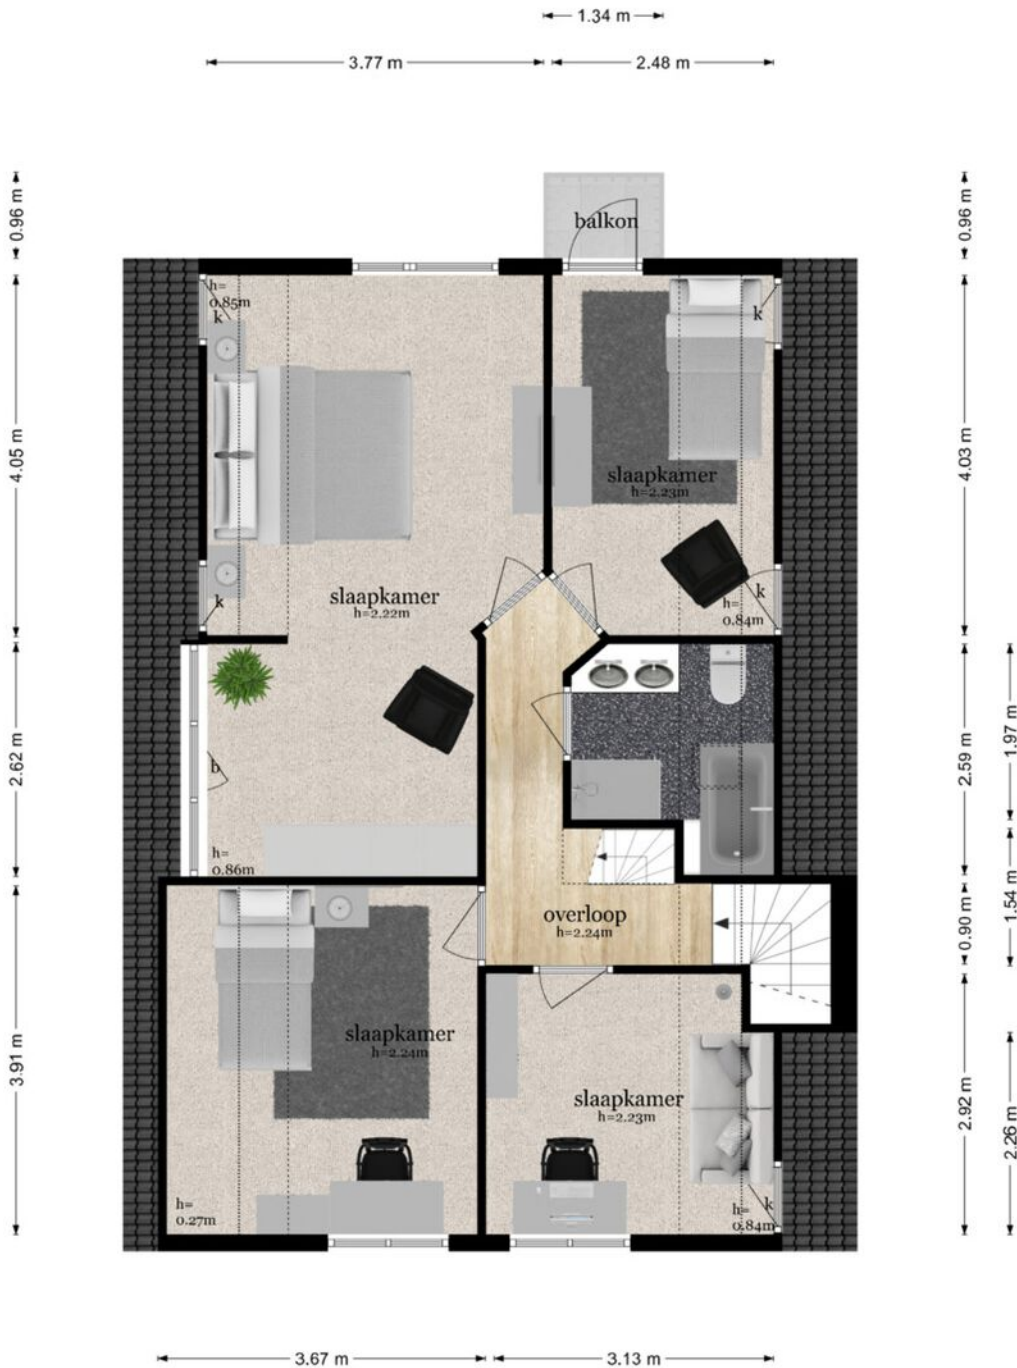 1.34 m
3.77 m
2.48 m
0.96 m
0.96 m
balkon
h=
0.85m
k
k
4.05 m
4.03 m
slaapkamer
h=2.23m
slaapkamer
h=2.22m
k
k
h=
0.84m
2.62 m
2.59 m
1.97 m
b
h=
0.86m
overloop
h=2.24m
0.90 m
1.54 m
slaapkamer
h=2.24m
3.91 m
slaapkamer
h=2.23m
2.92 m
2.26 m
h=
0.27m
k
h=
0.84m
3.67 m
3.13 m